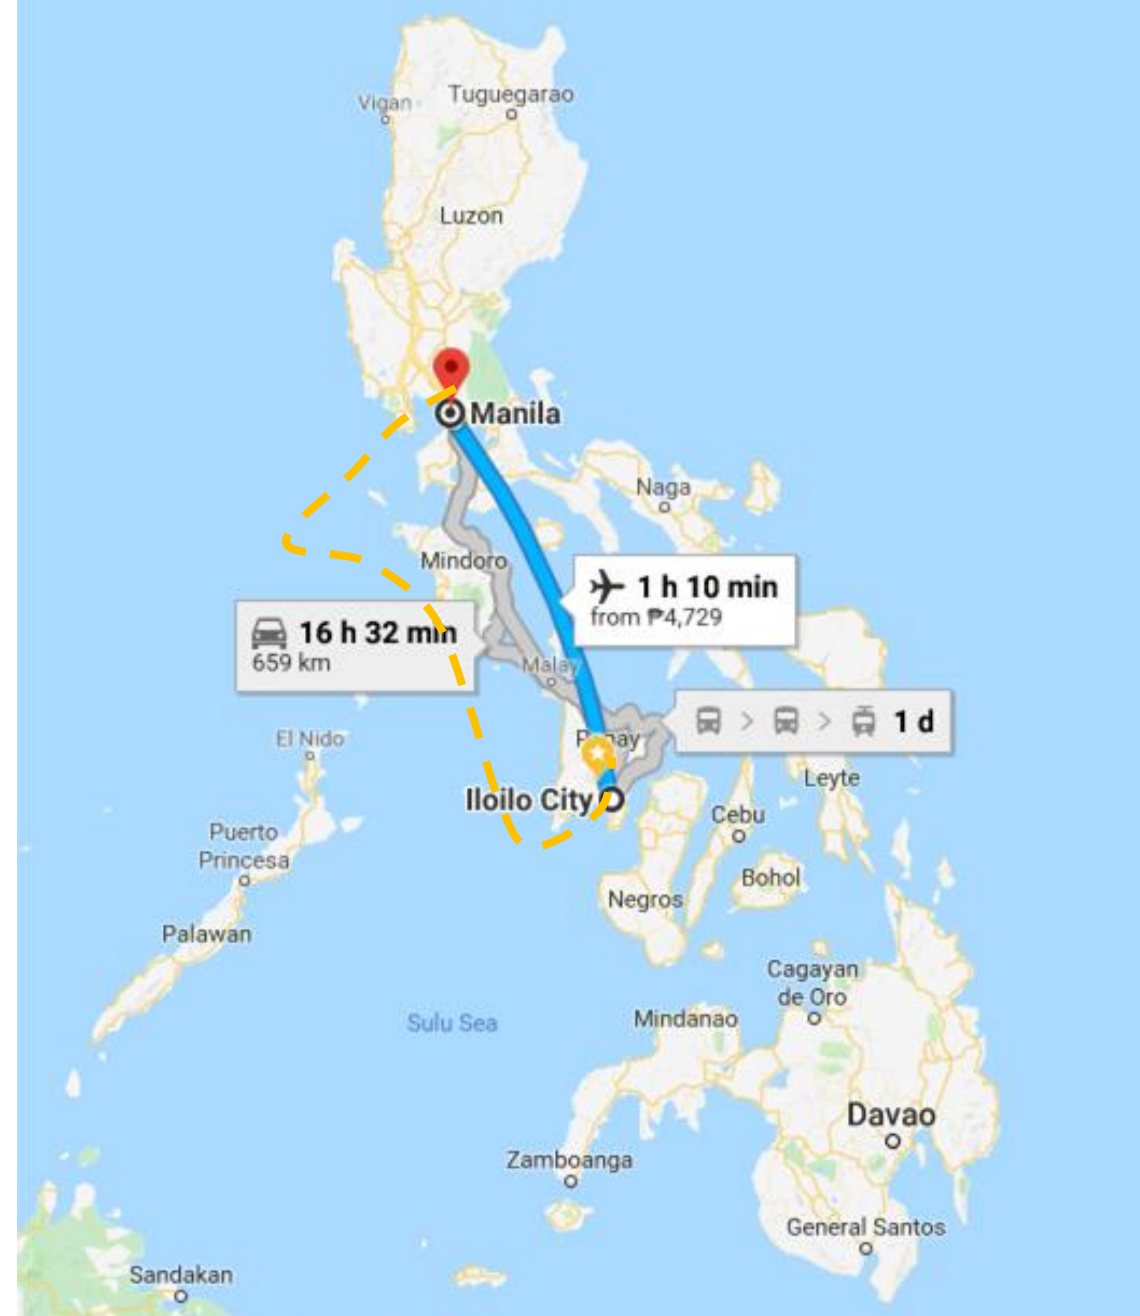 Vigan
Tuguegarao
Luzon
Manila
Naga
Mindoro
1 h 10 min
from ₱4,729
16 h 32 min
659 km
Malay
Panay
> > 1 d
El Nido
Leyte
Iloilo City
Cebu
Puerto
Princesa
Bohol
Negros
Palawan
Cagayan
de Oro
Sulu Sea
Mindanao
Davao
Zamboanga
General Santos
Sandakan